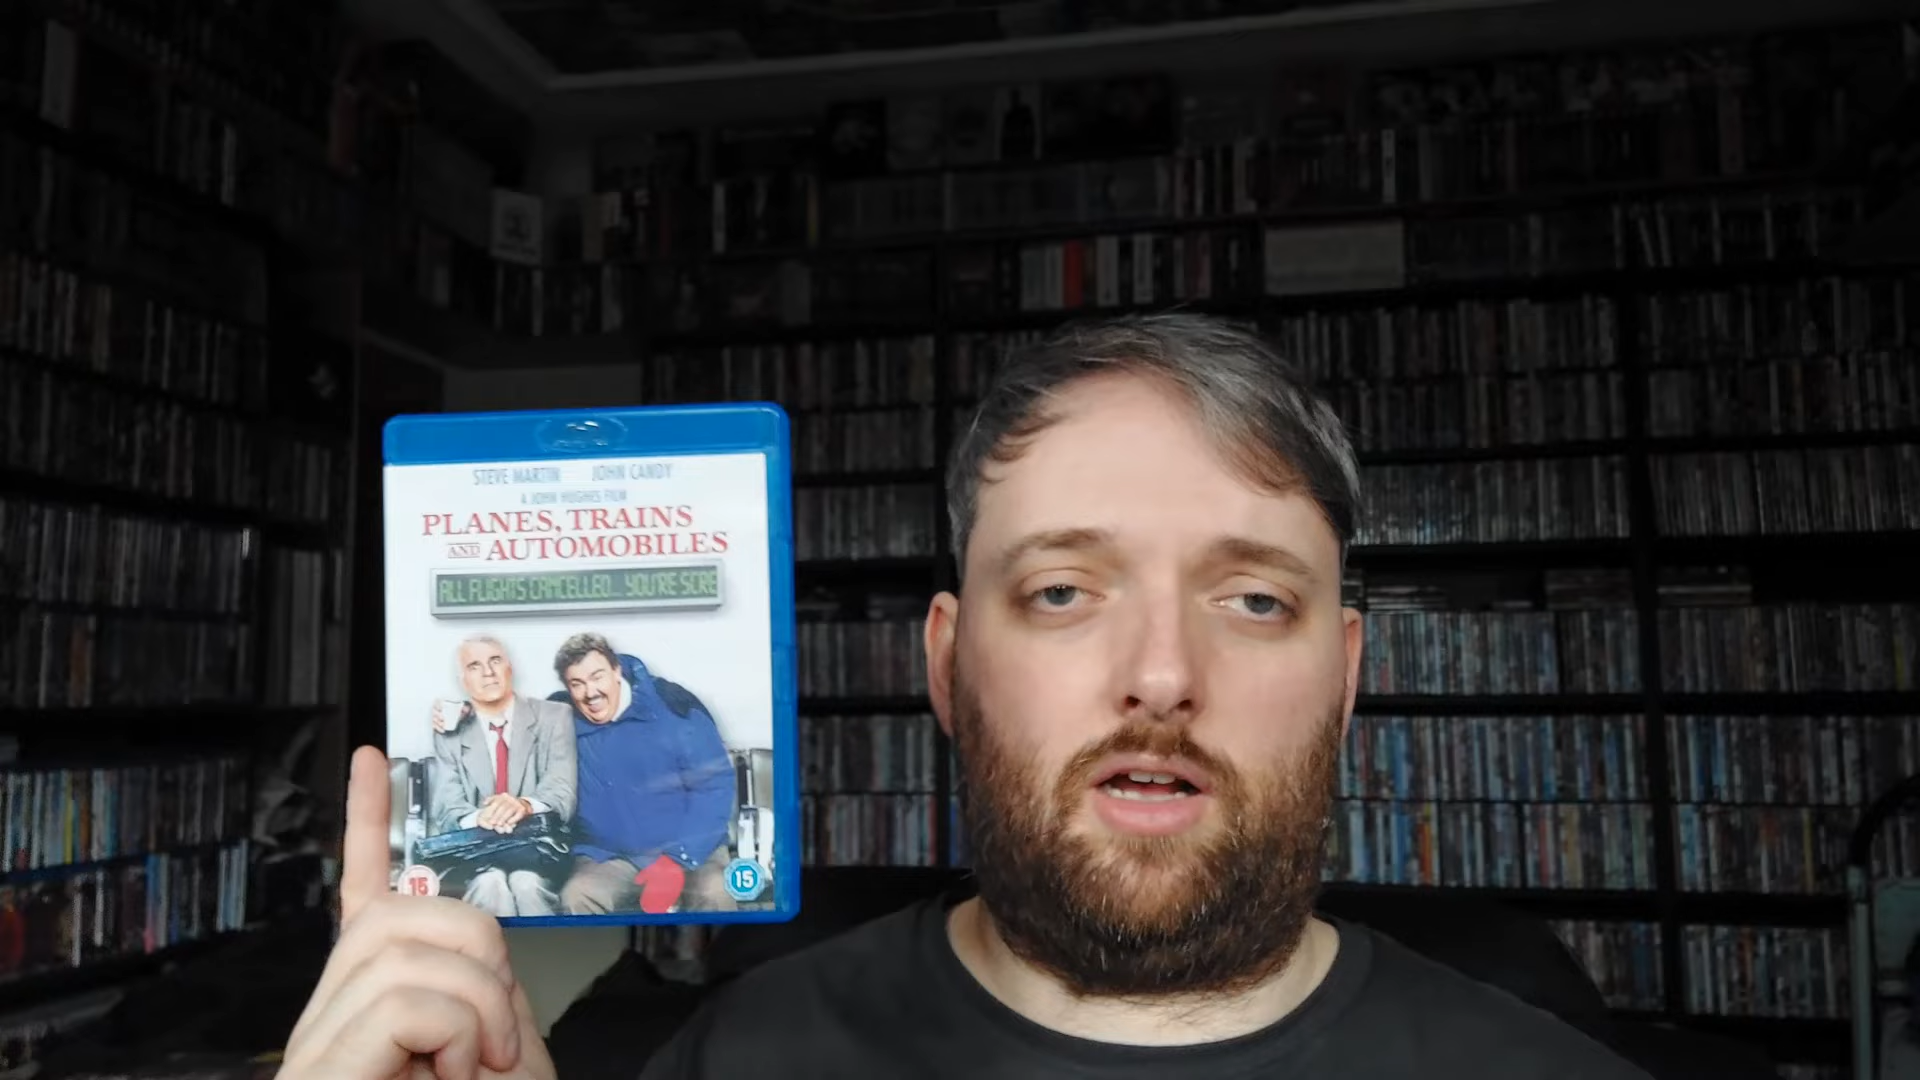 STEVE MARTIN JOHN CANDY
A JOHN HUGHES FILM
PLANES, TRAINS
AND AUTOMOBILES
ALL FLIGHTS CANCELLED... YOU'RE SCRE
15 15